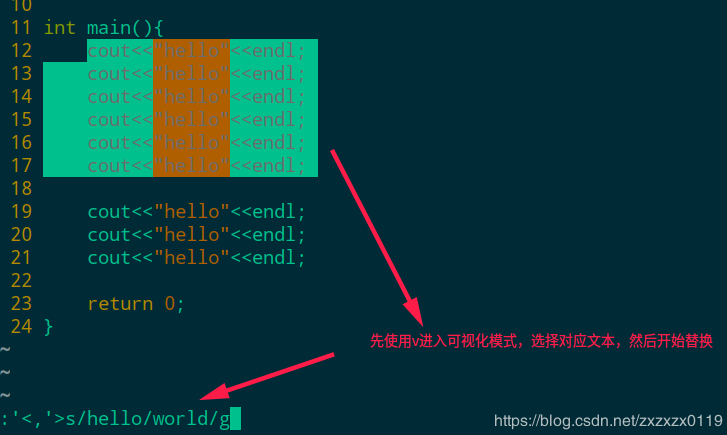 10
11 int main(){
12     cout<<"hello"<<endl;
13     cout<<"hello"<<endl;
14     cout<<"hello"<<endl;
15     cout<<"hello"<<endl;
16     cout<<"hello"<<endl;
17     cout<<"hello"<<endl;
18
19     cout<<"hello"<<endl;
20     cout<<"hello"<<endl;
21     cout<<"hello"<<endl;
22
23     return 0;
24 }
~
先使用v进入可视化模式，选择对应文本，然后开始替换
~
~
:'<,'>s/hello/world/g
https://blog.csdn.net/zxzxzx0119